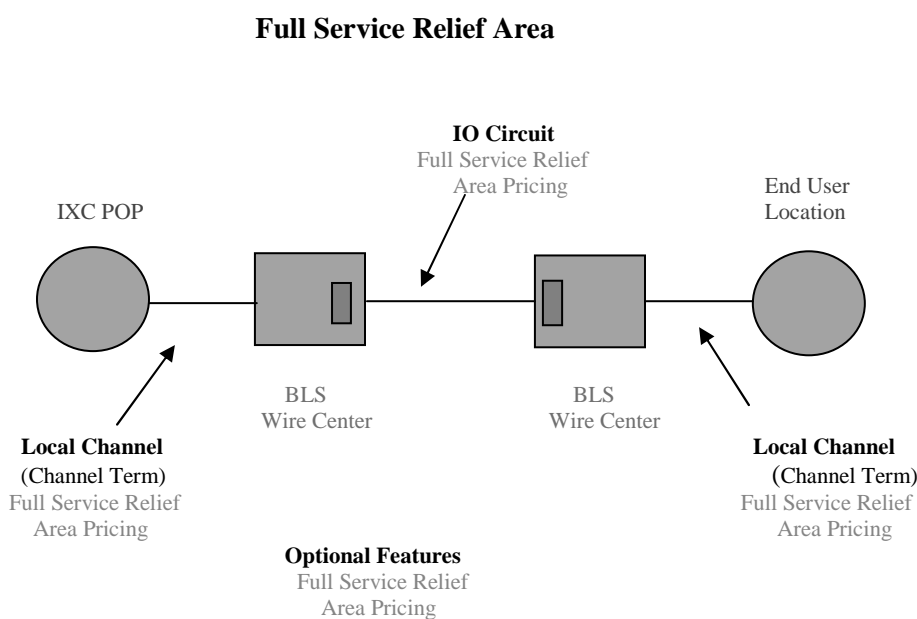 Full Service Relief Area
IO Circuit
Full Service Relief
Area Pricing
IXC POP
End User
Location
BLS
Wire Center
BLS
Wire Center
Local Channel
(Channel Term)
Full Service Relief
Area Pricing
Local Channel
(Channel Term)
Full Service Relief
Area Pricing
Optional Features
Full Service Relief
Area Pricing